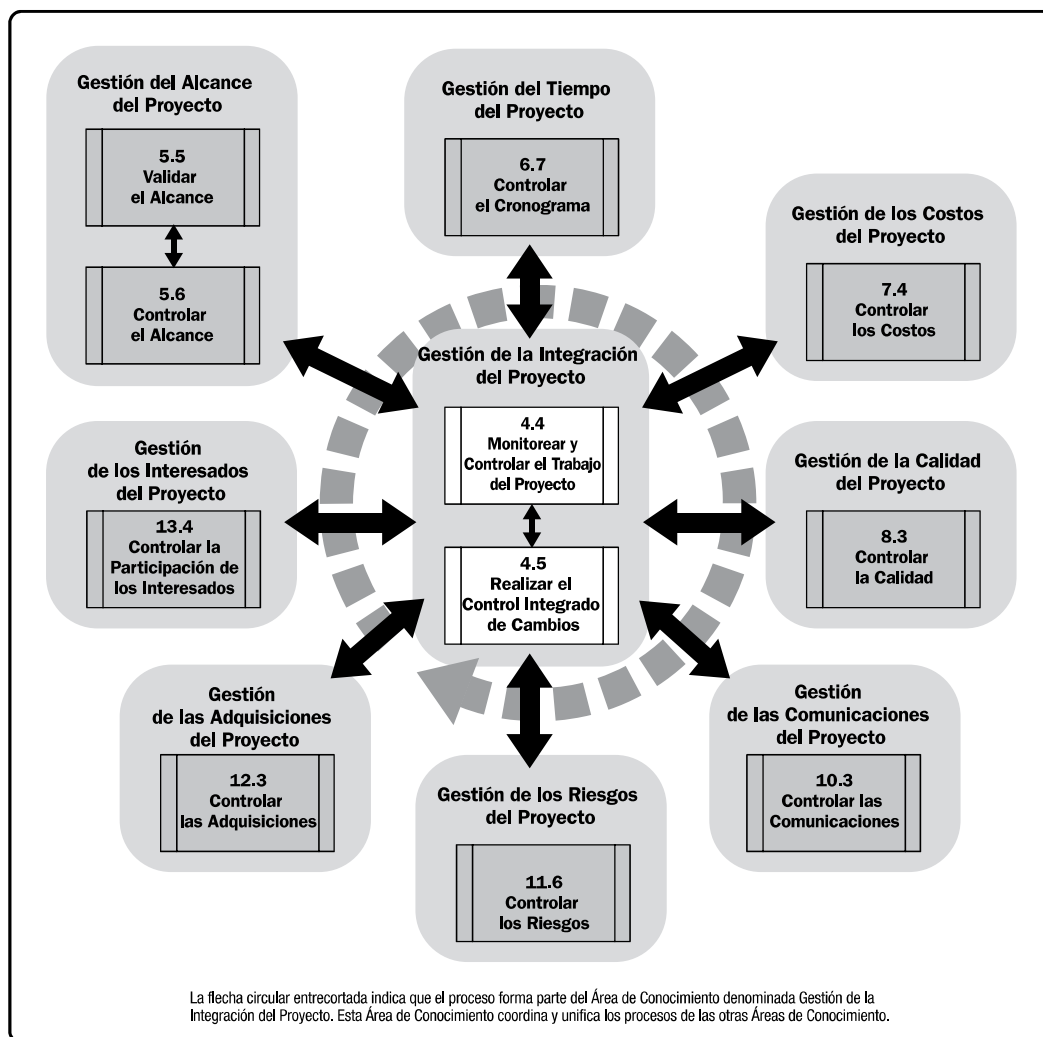 Gestión del Alcance
del Proyecto
5.5
Validar
el Alcance
5.6
Controlar
el Alcance
Gestión del Tiempo
del Proyecto
6.7
Controlar
el Cronograma
Gestión de los Costos
del Proyecto
7.4
Controlar
los Costos
Gestión de la Integración
del Proyecto
4.4
Monitorear y
Controlar el Trabajo
del Proyecto
4.5
Realizar el
Control Integrado
de Cambios
Gestión
de los Interesados
del Proyecto
13.4
Controlar la
Participación de
los Interesados
Gestión de la Calidad
del Proyecto
8.3
Controlar
la Calidad
Gestión
de las Adquisiciones
del Proyecto
12.3
Controlar
las Adquisiciones
Gestión de los Riesgos
del Proyecto
11.6
Controlar
los Riesgos
Gestión
de las Comunicaciones
del Proyecto
10.3
Controlar las
Comunicaciones
La flecha circular entrecortada indica que el proceso forma parte del Área de Conocimiento denominada Gestión de la
Integración del Proyecto. Esta Área de Conocimiento coordina y unifica los procesos de las otras Áreas de Conocimiento.